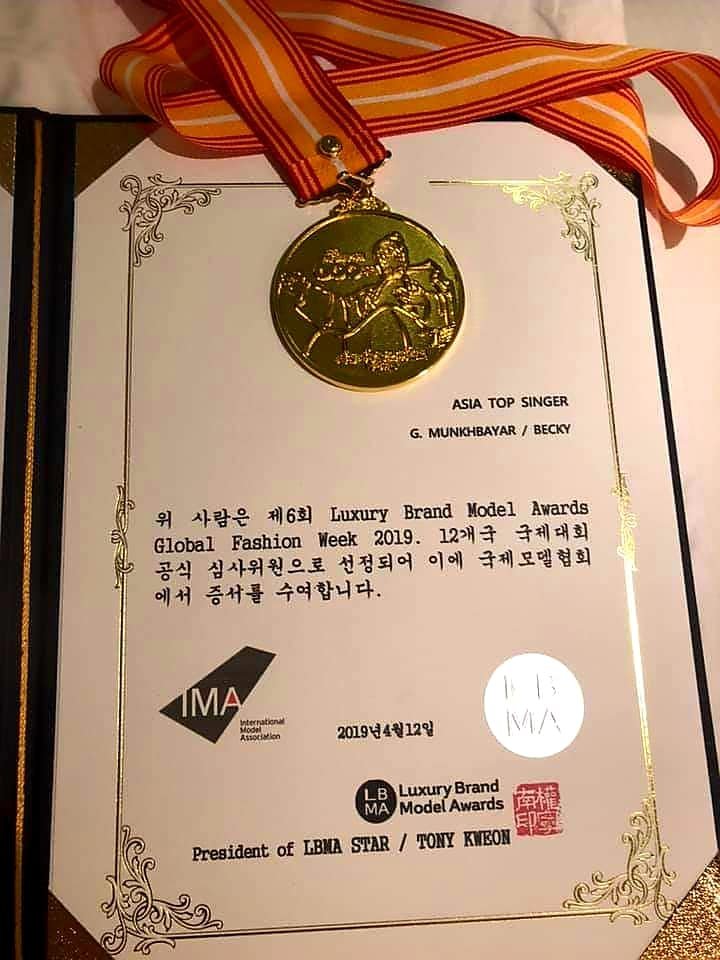 ASIA TOP SINGER
G. MUNKHBAYAR / BECKY
위 사람은 제6회 Luxury Brand Model Awards
Global Fashion Week 2019. 12개국 국제대회
공식 심사위원으로 선정되어 이에 국제모델협회
에서 증서를 수여합니다.
IMA
International
Model
Association
2019년4월12일
LB
MA
LB
MA
Luxury Brand
Model Awards
President of LBMA STAR / TONY KWEON